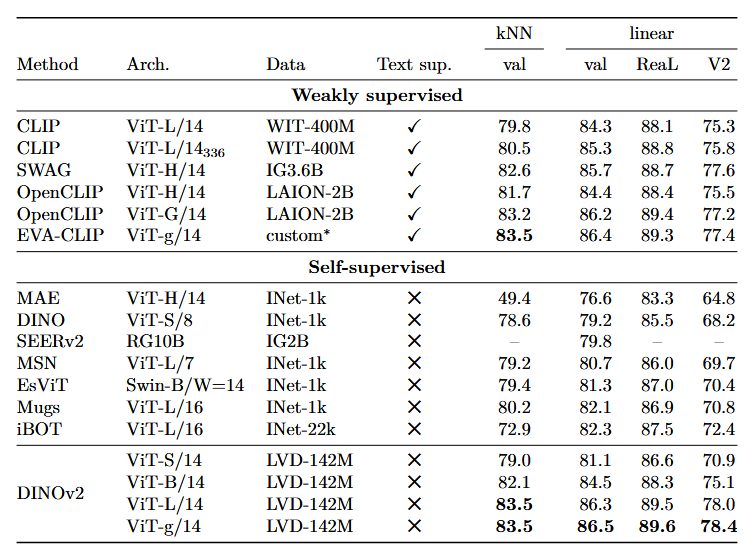 kNN linear
Method Arch. Data Text sup. val val ReaL V2
Weakly supervised
CLIP ViT-L/14 WIT-400M ✓ 79.8 84.3 88.1 75.3
CLIP ViT-L/14₃₃₆ WIT-400M ✓ 80.5 85.3 88.8 75.8
SWAG ViT-H/14 IG3.6B ✓ 82.6 85.7 88.7 77.6
OpenCLIP ViT-H/14 LAION-2B ✓ 81.7 84.4 88.4 75.5
OpenCLIP ViT-G/14 LAION-2B ✓ 83.2 86.2 89.4 77.2
EVA-CLIP ViT-g/14 custom* ✓ 83.5 86.4 89.3 77.4
Self-supervised
MAE ViT-H/14 INet-1k ✕ 49.4 76.6 83.3 64.8
DINO ViT-S/8 INet-1k ✕ 78.6 79.2 85.5 68.2
SEERv2 RG10B IG2B ✕ – 79.8 – –
MSN ViT-L/7 INet-1k ✕ 79.2 80.7 86.0 69.7
EsViT Swin-B/W=14 INet-1k ✕ 79.4 81.3 87.0 70.4
Mugs ViT-L/16 INet-1k ✕ 80.2 82.1 86.9 70.8
iBOT ViT-L/16 INet-22k ✕ 72.9 82.3 87.5 72.4
DINOv2
ViT-S/14 LVD-142M ✕ 79.0 81.1 86.6 70.9
ViT-B/14 LVD-142M ✕ 82.1 84.5 88.3 75.1
ViT-L/14 LVD-142M ✕ 83.5 86.3 89.5 78.0
ViT-g/14 LVD-142M ✕ 83.5 86.5 89.6 78.4